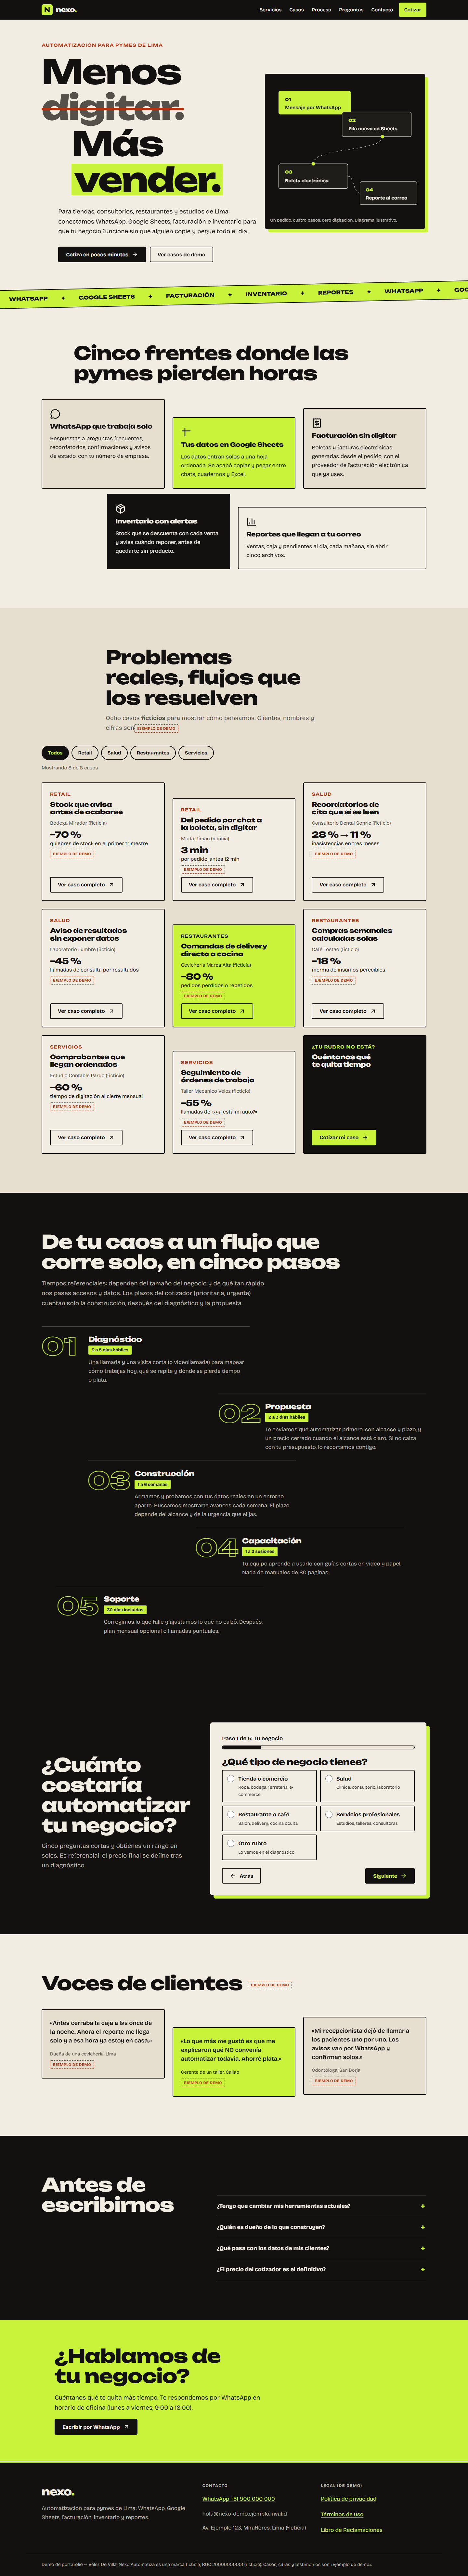 N nexo.
Servicios Casos Proceso Preguntas Contacto Cotizar
AUTOMATIZACIÓN PARA PYMES DE LIMA
Menos
digitar.
Más
vender.
Para tiendas, consultorios, restaurantes y estudios de Lima:
conectamos WhatsApp, Google Sheets, facturación e inventario para
que tu negocio funcione sin que alguien copie y pegue todo el día.
Cotiza en pocos minutos →
Ver casos de demo
01
Mensaje por WhatsApp
02
Fila nueva en Sheets
03
Boleta electrónica
04
Reporte al correo
Un pedido, cuatro pasos, cero digitación. Diagrama ilustrativo.
WHATSAPP + GOOGLE SHEETS + FACTURACIÓN + INVENTARIO + REPORTES + WHATSAPP + GOO
Cinco frentes donde las
pymes pierden horas
WhatsApp que trabaja solo
Respuestas a preguntas frecuentes,
recordatorios, confirmaciones y avisos
de estado, con tu número de empresa.
Tus datos en Google Sheets
Los datos entran solos a una hoja
ordenada. Se acabó copiar y pegar entre
chats, cuadernos y Excel.
Facturación sin digitar
Boletas y facturas electrónicas
generadas desde el pedido, con el
proveedor de facturación electrónica
que ya uses.
Inventario con alertas
Stock que se descuenta con cada venta
y avisa cuándo reponer, antes de
quedarte sin producto.
Reportes que llegan a tu correo
Ventas, caja y pendientes al día, cada mañana, sin abrir
cinco archivos.
Problemas
reales, flujos que
los resuelven
Ocho casos ficticios para mostrar cómo pensamos. Clientes, nombres y
cifras son EJEMPLO DE DEMO
Todos Retail Salud Restaurantes Servicios
Mostrando 8 de 8 casos
RETAIL
Stock que avisa
antes de acabarse
Bodega Mirador (ficticia)
−70 %
quiebres de stock en el primer trimestre
EJEMPLO DE DEMO
Ver caso completo ↗
RETAIL
Del pedido por chat a
la boleta, sin digitar
Moda Rímac (ficticia)
3 min
por pedido, antes 12 min
EJEMPLO DE DEMO
Ver caso completo ↗
SALUD
Recordatorios de
cita que sí se leen
Consultorio Dental Sonríe (ficticio)
28 % → 11 %
inasistencias en tres meses
EJEMPLO DE DEMO
Ver caso completo ↗
SALUD
Aviso de resultados
sin exponer datos
Laboratorio Lumbre (ficticio)
−45 %
llamadas de consulta por resultados
EJEMPLO DE DEMO
Ver caso completo ↗
RESTAURANTES
Comandas de delivery
directo a cocina
Cevichería Marea Alta (ficticia)
−80 %
pedidos perdidos o repetidos
EJEMPLO DE DEMO
Ver caso completo ↗
RESTAURANTES
Compras semanales
calculadas solas
Café Tostao (ficticio)
−18 %
merma de insumos perecibles
EJEMPLO DE DEMO
Ver caso completo ↗
SERVICIOS
Comprobantes que
llegan ordenados
Estudio Contable Pardo (ficticio)
−60 %
tiempo de digitación al cierre mensual
EJEMPLO DE DEMO
Ver caso completo ↗
SERVICIOS
Seguimiento de
órdenes de trabajo
Taller Mecánico Veloz (ficticio)
−55 %
llamadas de «¿ya está mi auto?»
EJEMPLO DE DEMO
Ver caso completo ↗
¿TU RUBRO NO ESTÁ?
Cuéntanos qué
te quita tiempo
Cotizar mi caso →
De tu caos a un flujo que
corre solo, en cinco pasos
Tiempos referenciales: dependen del tamaño del negocio y de qué tan rápido
nos pases accesos y datos. Los plazos del cotizador (prioritaria, urgente)
cuentan solo la construcción, después del diagnóstico y la propuesta.
01
Diagnóstico
3 a 5 días hábiles
Una llamada y una visita corta (o videollamada) para mapear
cómo trabajas hoy, qué se repite y dónde se pierde tiempo
o plata.
02
Propuesta
2 a 3 días hábiles
Te enviamos qué automatizar primero, con alcance y plazo, y
un precio cerrado cuando el alcance está claro. Si no calza
con tu presupuesto, lo recortamos contigo.
03
Construcción
1 a 6 semanas
Armamos y probamos con tus datos reales en un entorno
aparte. Buscamos mostrarte avances cada semana. El plazo
depende del alcance y de la urgencia que elijas.
04
Capacitación
1 a 2 sesiones
Tu equipo aprende a usarlo con guías cortas en video y papel.
Nada de manuales de 80 páginas.
05
Soporte
30 días incluidos
Corregimos lo que falle y ajustamos lo que no calzó. Después,
plan mensual opcional o llamadas puntuales.
¿Cuánto
costaría
automatizar
tu negocio?
Cinco preguntas cortas y obtienes un rango en
soles. Es referencial: el precio final se define tras
un diagnóstico.
Paso 1 de 5: Tu negocio
¿Qué tipo de negocio tienes?
Tienda o comercio
Ropa, bodega, ferretería, e-
commerce
Salud
Clínica, consultorio, laboratorio
Restaurante o café
Salón, delivery, cocina oculta
Servicios profesionales
Estudios, talleres, consultoras
Otro rubro
Lo vemos en el diagnóstico
← Atrás
Siguiente →
Voces de clientes EJEMPLO DE DEMO
«Antes cerraba la caja a las once de
la noche. Ahora el reporte me llega
solo y a esa hora ya estoy en casa.»
Dueña de una cevichería, Lima
EJEMPLO DE DEMO
«Lo que más me gustó es que me
explicaron qué NO convenía
automatizar todavía. Ahorré plata.»
Gerente de un taller, Callao
EJEMPLO DE DEMO
«Mi recepcionista dejó de llamar a
los pacientes uno por uno. Los
avisos van por WhatsApp y
confirman solos.»
Odontóloga, San Borja
EJEMPLO DE DEMO
Antes de
escribirnos
¿Tengo que cambiar mis herramientas actuales? +
¿Quién es dueño de lo que construyen? +
¿Qué pasa con los datos de mis clientes? +
¿El precio del cotizador es el definitivo? +
¿Hablamos de
tu negocio?
Cuéntanos qué te quita más tiempo. Te respondemos por WhatsApp en
horario de oficina (lunes a viernes, 9:00 a 18:00).
Escribir por WhatsApp ↗
nexo.
Automatización para pymes de Lima: WhatsApp, Google
Sheets, facturación, inventario y reportes.
CONTACTO
WhatsApp +51 900 000 000
hola@nexo-demo.ejemplo.invalid
Av. Ejemplo 123, Miraflores, Lima (ficticia)
LEGAL (DE DEMO)
Política de privacidad
Términos de uso
Libro de Reclamaciones
Demo de portafolio — Vélez De Villa. Nexo Automatiza es una marca ficticia; RUC 20000000001 (ficticio). Casos, cifras y testimonios son «Ejemplo de demo».